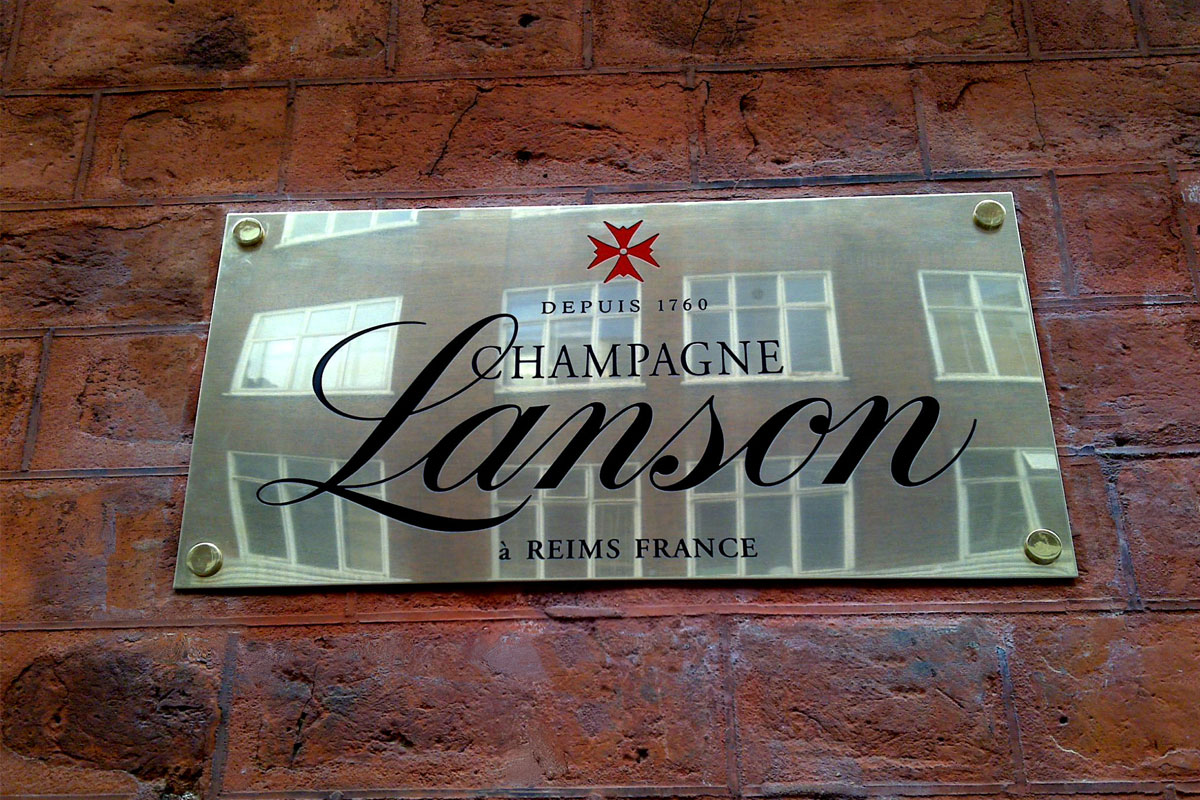 DEPUIS 1760
CHAMPAGNE
Lanson
à REIMS FRANCE